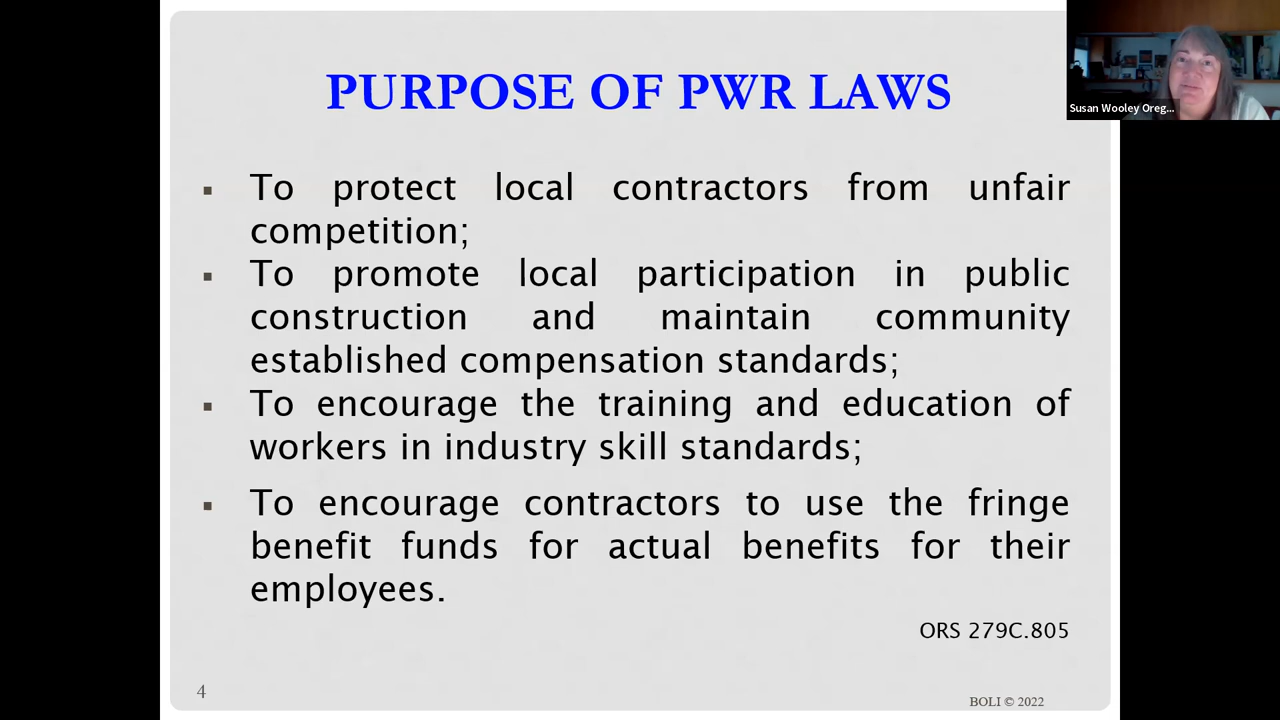 PURPOSE OF PWR LAWS
Susan Wooley Oreg...
▪ To protect local contractors from unfair
competition;
▪ To promote local participation in public
construction and maintain community
established compensation standards;
▪ To encourage the training and education of
workers in industry skill standards;
▪ To encourage contractors to use the fringe
benefit funds for actual benefits for their
employees.
ORS 279C.805
4
BOLI © 2022